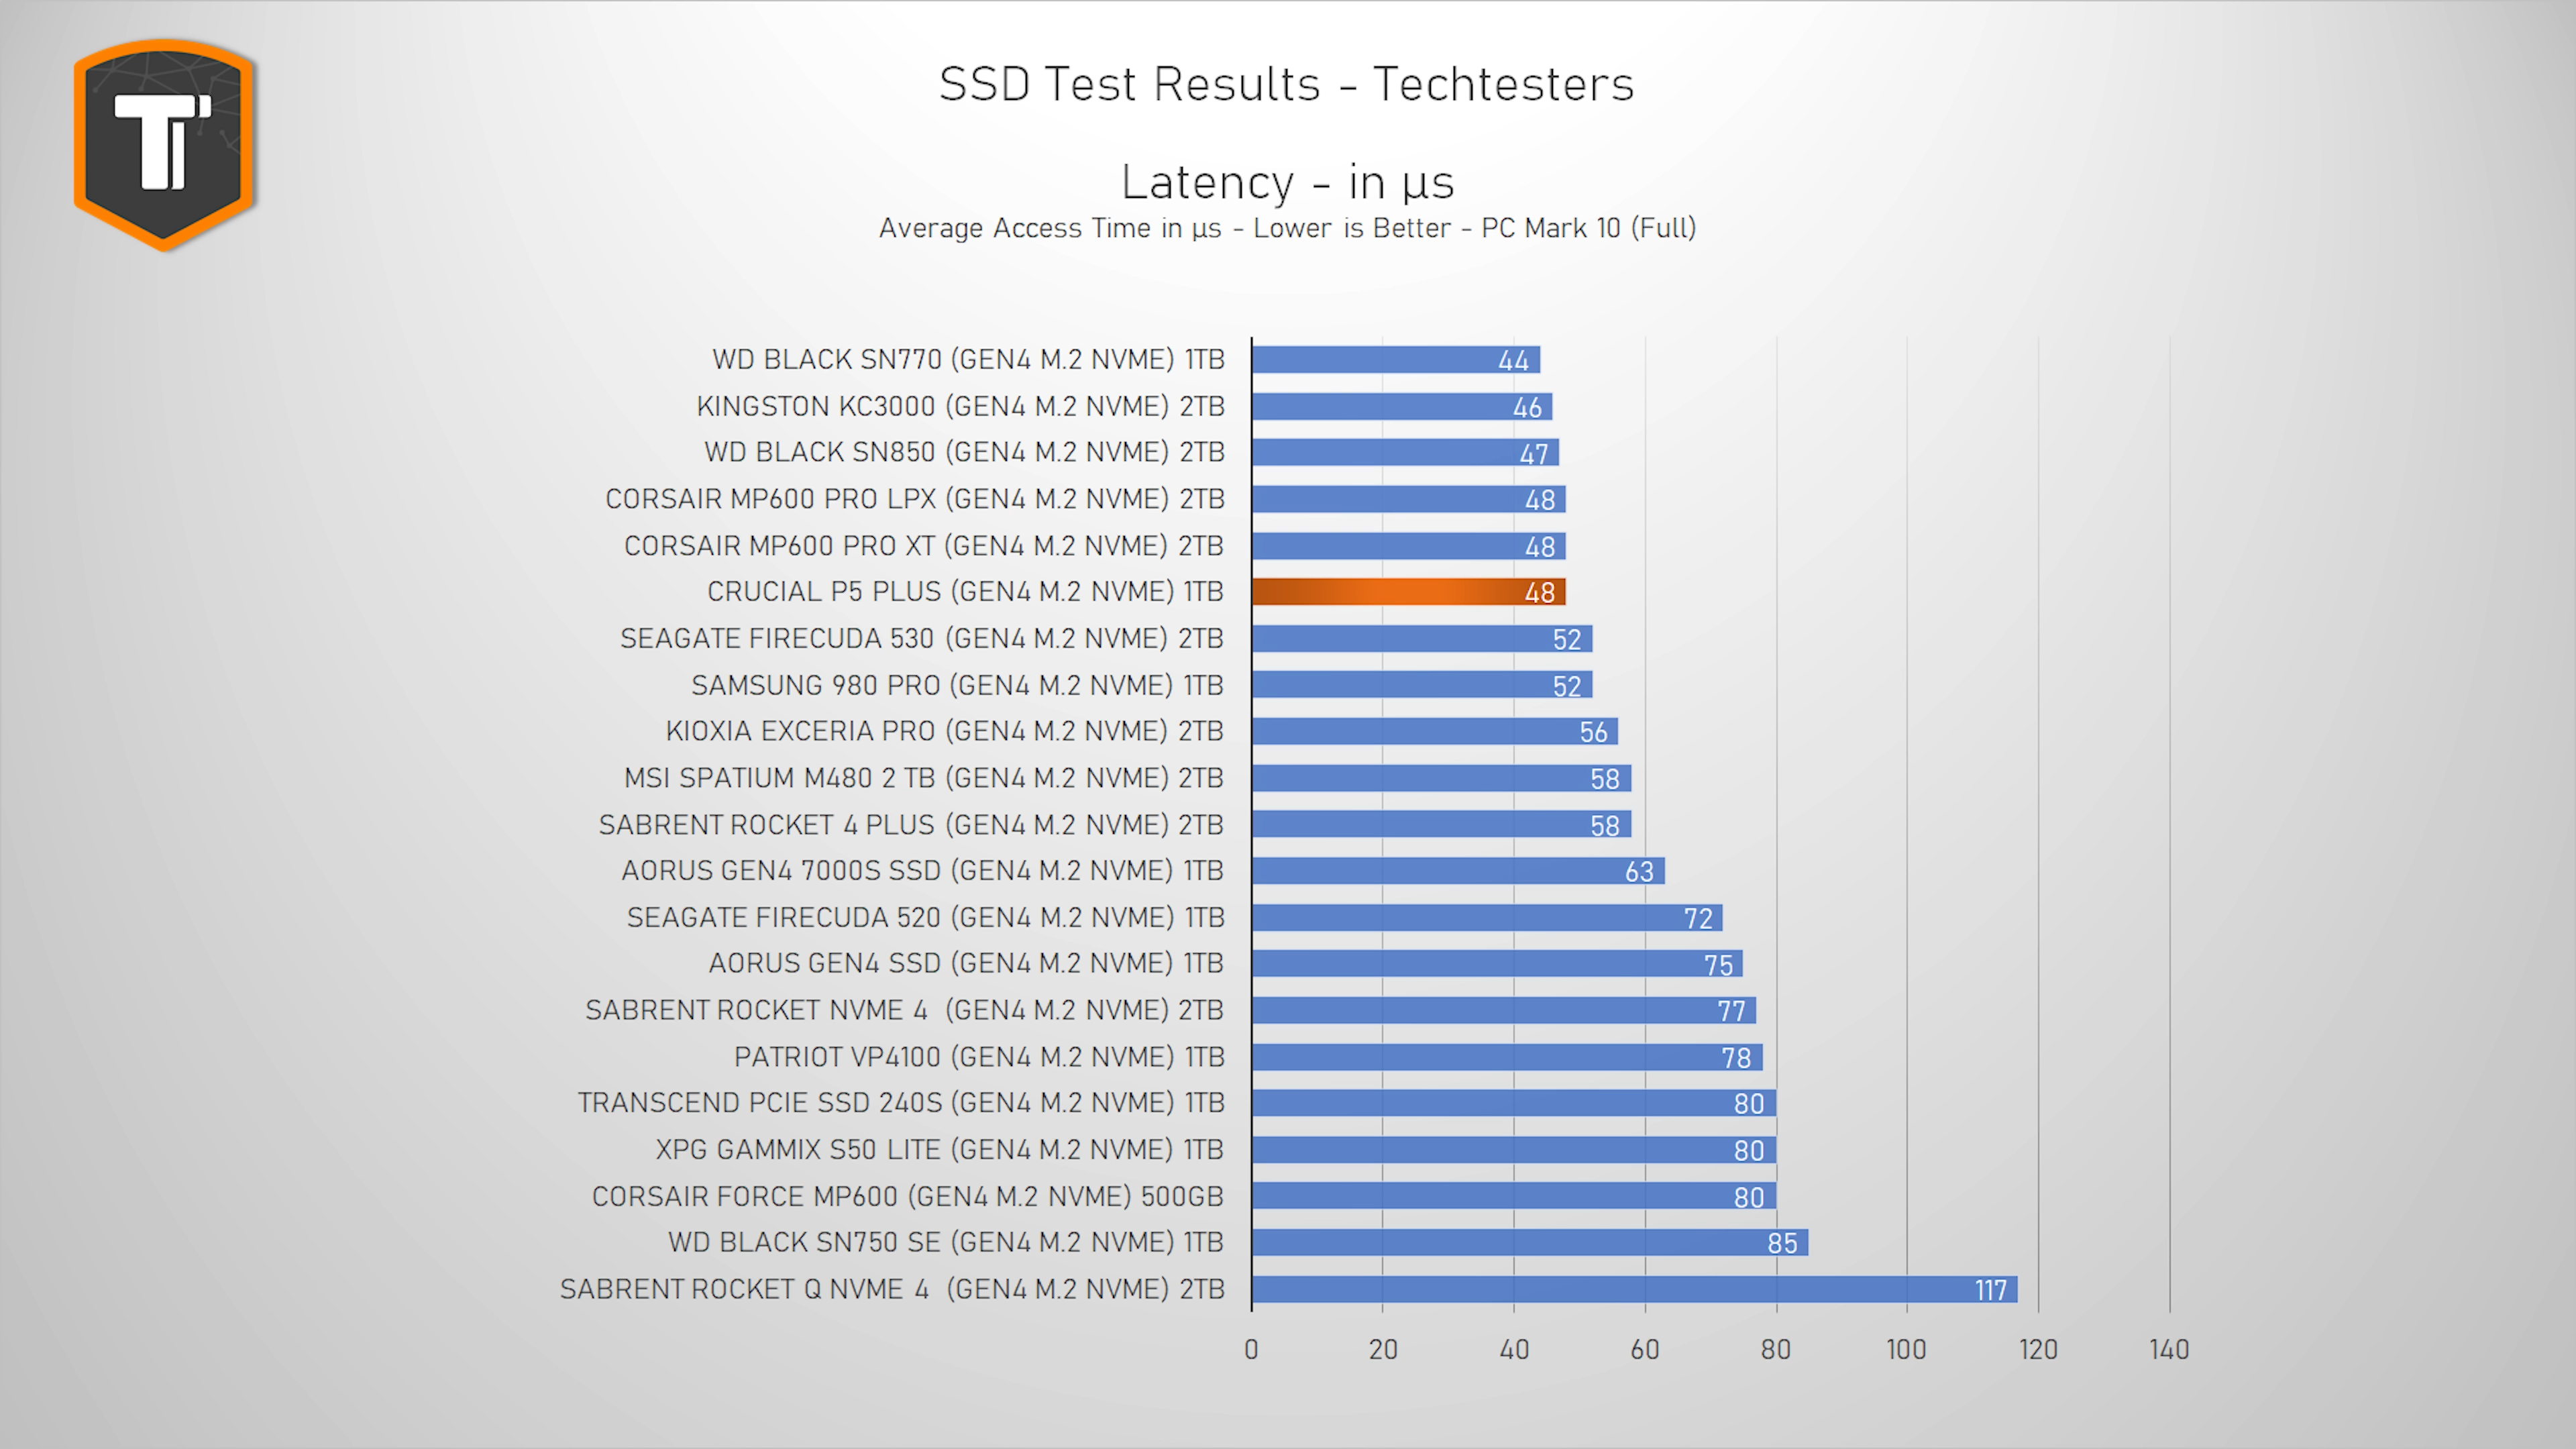 SSD Test Results - Techtesters
Latency - in µs
Average Access Time in µs - Lower is Better - PC Mark 10 (Full)
WD BLACK SN770 (GEN4 M.2 NVME) 1TB 44
KINGSTON KC3000 (GEN4 M.2 NVME) 2TB 46
WD BLACK SN850 (GEN4 M.2 NVME) 2TB 47
CORSAIR MP600 PRO LPX (GEN4 M.2 NVME) 2TB 48
CORSAIR MP600 PRO XT (GEN4 M.2 NVME) 2TB 48
CRUCIAL P5 PLUS (GEN4 M.2 NVME) 1TB 48
SEAGATE FIRECUDA 530 (GEN4 M.2 NVME) 2TB 52
SAMSUNG 980 PRO (GEN4 M.2 NVME) 1TB 52
KIOXIA EXCERIA PRO (GEN4 M.2 NVME) 2TB 56
MSI SPATIUM M480 2 TB (GEN4 M.2 NVME) 2TB 58
SABRENT ROCKET 4 PLUS (GEN4 M.2 NVME) 2TB 58
AORUS GEN4 7000S SSD (GEN4 M.2 NVME) 1TB 63
SEAGATE FIRECUDA 520 (GEN4 M.2 NVME) 1TB 72
AORUS GEN4 SSD (GEN4 M.2 NVME) 1TB 75
SABRENT ROCKET NVME 4 (GEN4 M.2 NVME) 2TB 77
PATRIOT VP4100 (GEN4 M.2 NVME) 1TB 78
TRANSCEND PCIE SSD 240S (GEN4 M.2 NVME) 1TB 80
XPG GAMMIX S50 LITE (GEN4 M.2 NVME) 1TB 80
CORSAIR FORCE MP600 (GEN4 M.2 NVME) 500GB 80
WD BLACK SN750 SE (GEN4 M.2 NVME) 1TB 85
SABRENT ROCKET Q NVME 4 (GEN4 M.2 NVME) 2TB 117
0 20 40 60 80 100 120 140